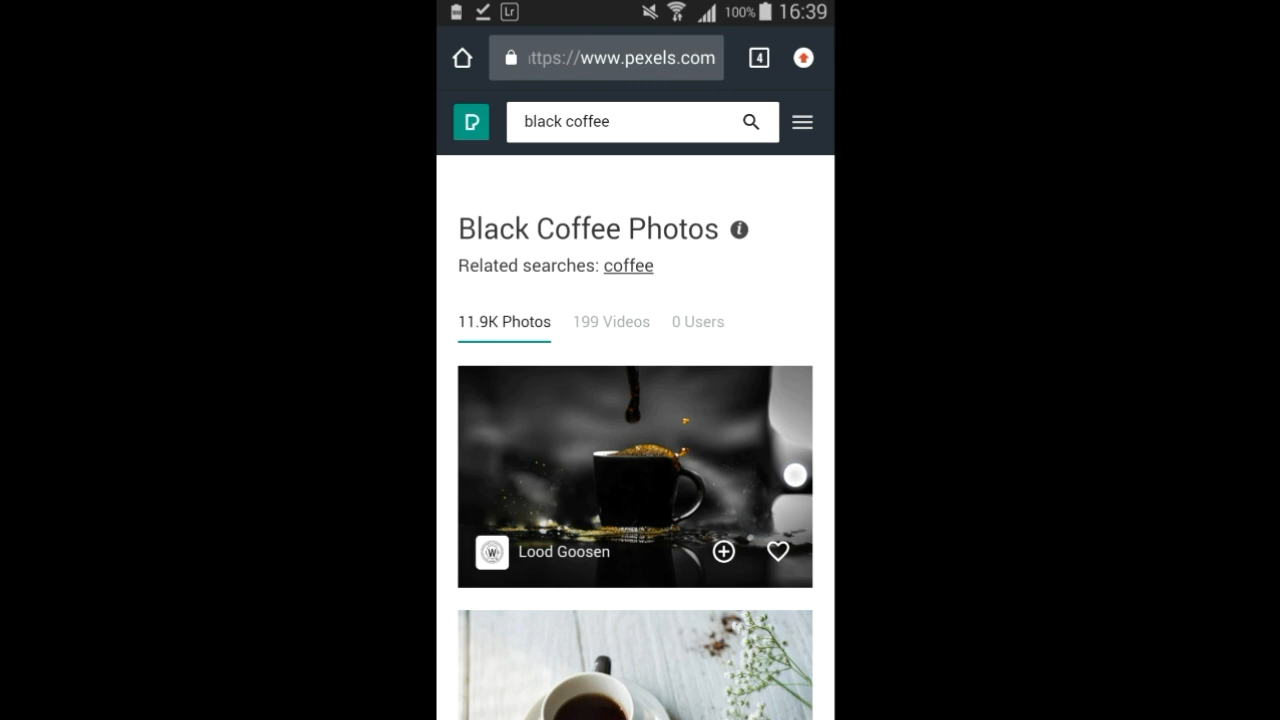 Lr 100% 16:39
ttps://www.pexels.com 4
black coffee
Black Coffee Photos i
Related searches: coffee
11.9K Photos 199 Videos 0 Users
W Lood Goosen